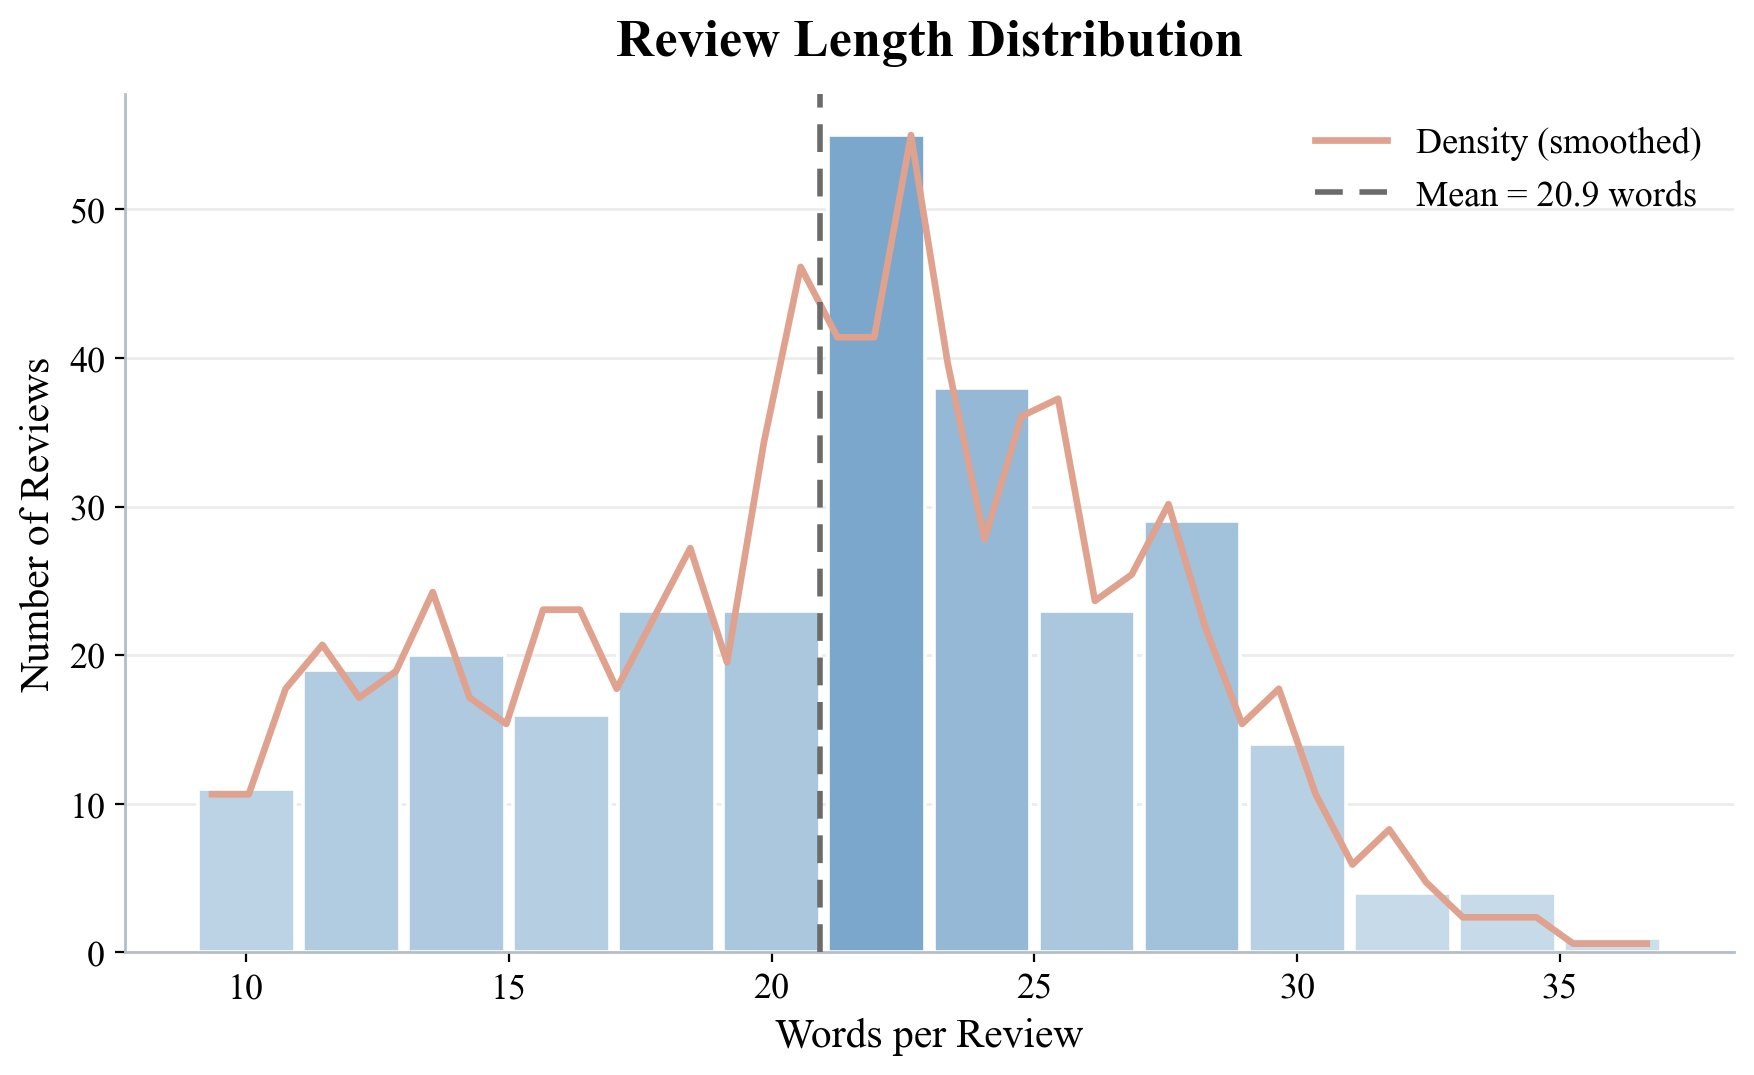 Review Length Distribution
Density (smoothed)
Mean = 20.9 words
Number of Reviews
50
40
30
20
10
0
10 15 20 25 30 35
Words per Review